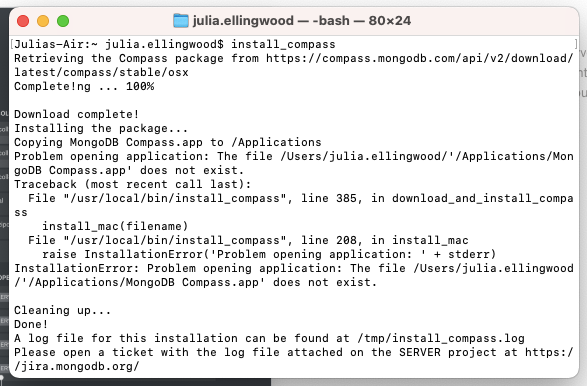 julia.ellingwood — -bash — 80×24
[Julias-Air:~ julia.ellingwood$ install_compass ]
Retrieving the Compass package from https://compass.mongodb.com/api/v2/download/
latest/compass/stable/osx
Complete!ng ... 100%
Download complete!
Installing the package...
Copying MongoDB Compass.app to /Applications
Problem opening application: The file /Users/julia.ellingwood/'/Applications/Mon
goDB Compass.app' does not exist.
Traceback (most recent call last):
File "/usr/local/bin/install_compass", line 385, in download_and_install_compa
ss
install_mac(filename)
File "/usr/local/bin/install_compass", line 208, in install_mac
raise InstallationError('Problem opening application: ' + stderr)
InstallationError: Problem opening application: The file /Users/julia.ellingwood
/'/Applications/MongoDB Compass.app' does not exist.
Cleaning up...
Done!
A log file for this installation can be found at /tmp/install_compass.log
Please open a ticket with the log file attached on the SERVER project at https:/
/jira.mongodb.org/